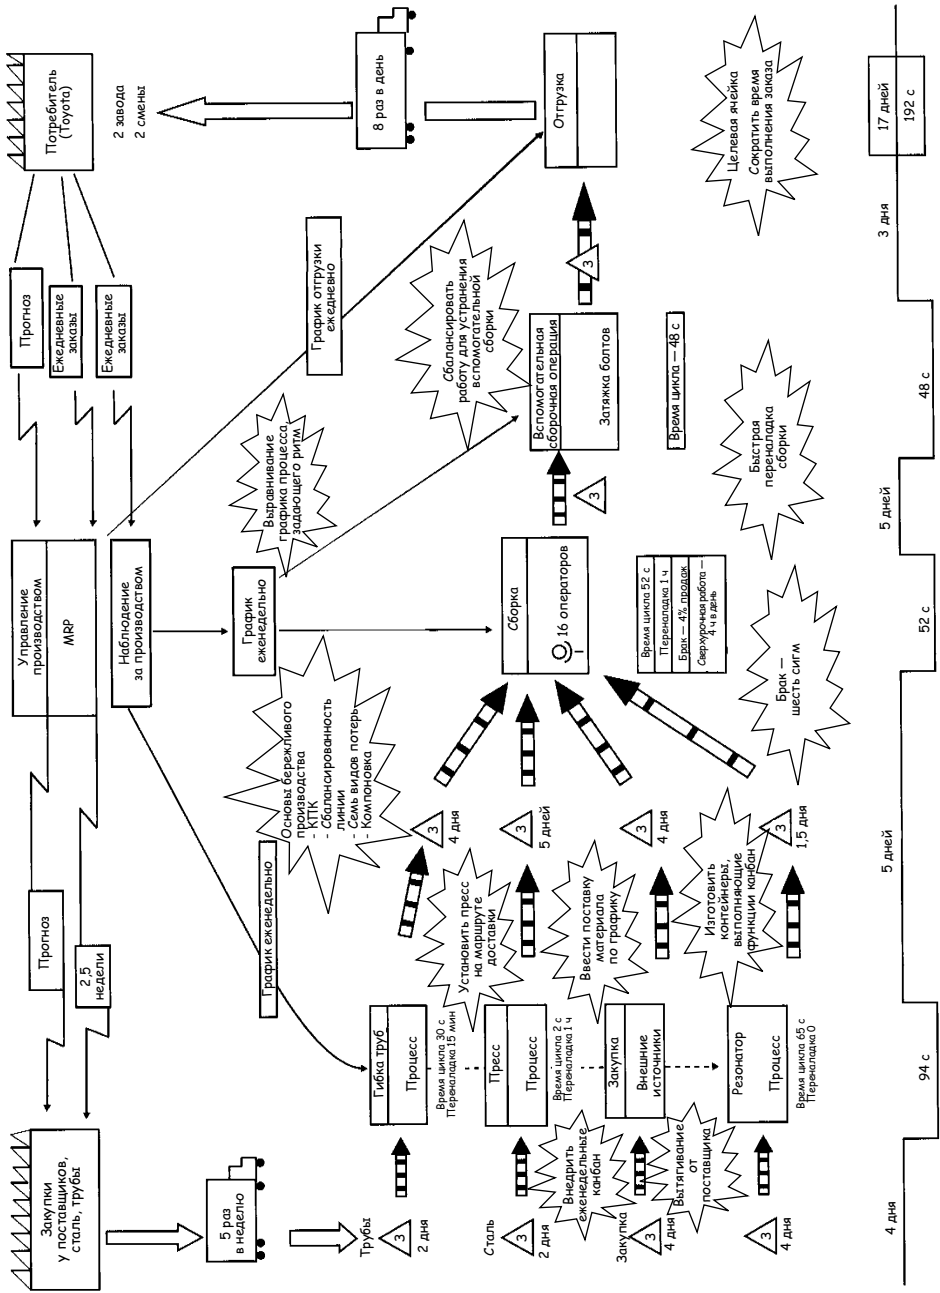 Закупки
у поставщиков,
сталь, трубы
Прогноз
2,5
недели
Управление
производством
MRP
Наблюдение
за производством
Прогноз
Ежедневные
заказы
Ежедневные
заказы
Потребитель
(Toyota)
2 завода
2 смены
5 раз
в неделю
График еженедельно
График
еженедельно
Выравнивание
графика процесса,
задающего ритм
График отгрузки
ежедневно
8 раз в день
Основы бережливого
производства
- КТПК
- Сбалансированность
линии
- Семь видов потерь
- Компоновка
Сбалансировать
работу для устранения
вспомогательной
сборки
Трубы
З
2 дня
Гибка труб
Процесс
Время цикла 30 с
Переналадка 15 мин
З
4 дня
Установить пресс
на маршруте
доставки
Сталь
З
2 дня
Пресс
Процесс
Время цикла 2 с
Переналадка 1 ч
З
5 дней
Сборка
16 операторов
З
Вспомогательная
сборочная операция
Затяжка болтов
З
Отгрузка
Внедрить
еженедельные
канбан
Ввести поставку
материала
по графику
Закупка
З
4 дня
Закупка
Внешние
источники
З
4 дня
Время цикла 52 с
Переналадка 1 ч
Брак — 4% продаж
Сверхурочная работа —
4 ч в день
Время цикла — 48 с
Вытягивание
от
поставщика
Изготовить
контейнеры,
выполняющие
функции канбан
З
4 дня
Резонатор
Процесс
Время цикла 65 с
Переналадка 0
З
1,5 дня
Брак —
шесть сигм
Быстрая
переналадка
сборки
Целевая ячейка
Сократить время
выполнения заказа
4 дня
94 с
5 дней
52 с
5 дней
48 с
3 дня
17 дней
192 с